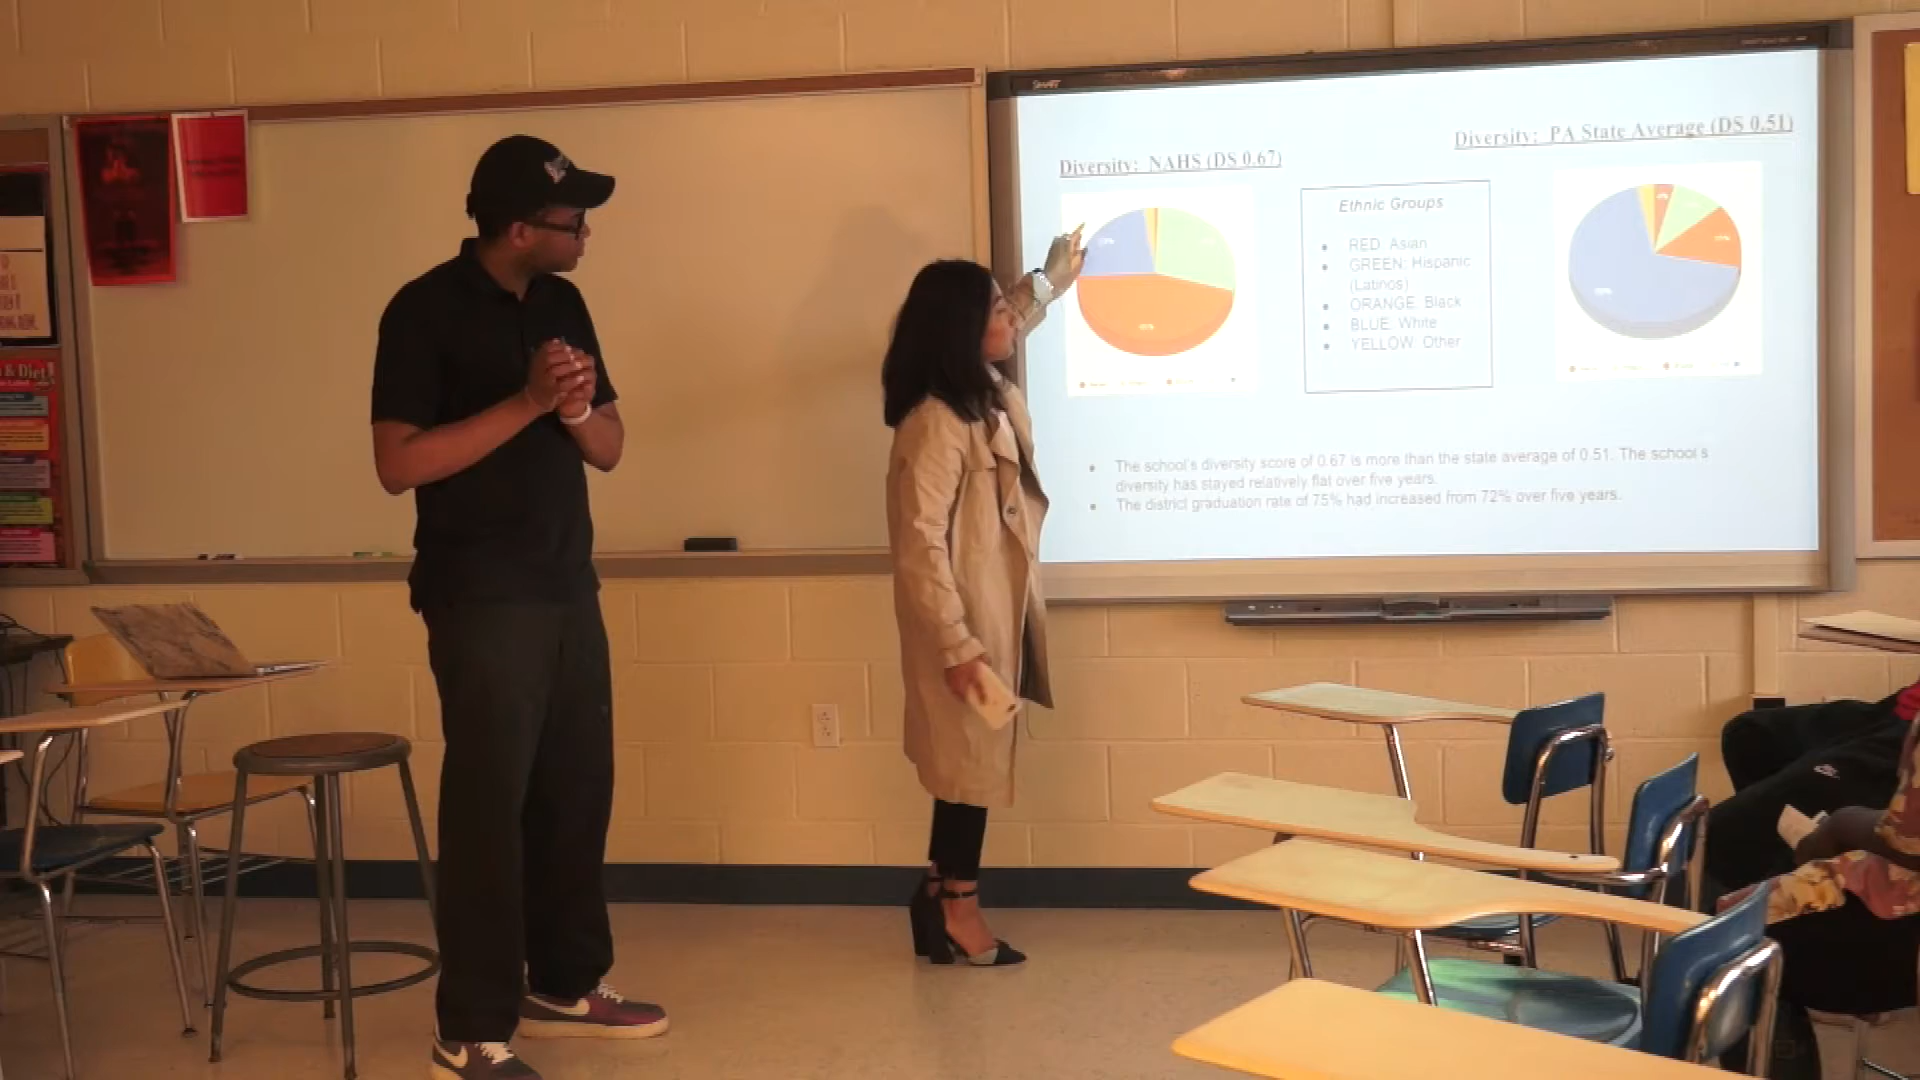 SMART
Diversity: NAHS (DS 0.67)
Diversity: PA State Average (DS 0.51)
Ethnic Groups
RED: Asian
GREEN: Hispanic
(Latinos)
ORANGE: Black
BLUE: White
YELLOW: Other
The school's diversity score of 0.67 is more than the state average of 0.51. The school's
diversity has stayed relatively flat over five years.
The district graduation rate of 75% had increased from 72% over five years.
& Diet